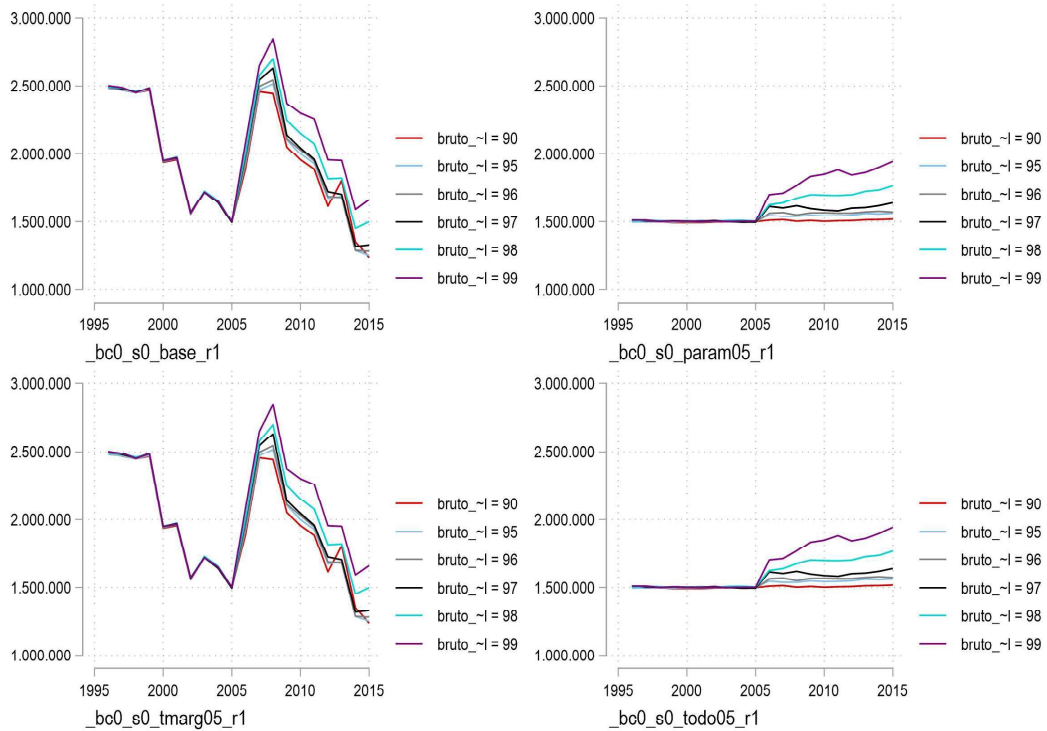 3.000.000
2.500.000
2.000.000
1.500.000
1.000.000
1995 2000 2005 2010 2015
bruto_~l = 90
bruto_~l = 95
bruto_~l = 96
bruto_~l = 97
bruto_~l = 98
bruto_~l = 99
_bc0_s0_base_r1
3.000.000
2.500.000
2.000.000
1.500.000
1.000.000
1995 2000 2005 2010 2015
bruto_~l = 90
bruto_~l = 95
bruto_~l = 96
bruto_~l = 97
bruto_~l = 98
bruto_~l = 99
_bc0_s0_param05_r1
3.000.000
2.500.000
2.000.000
1.500.000
1.000.000
1995 2000 2005 2010 2015
bruto_~l = 90
bruto_~l = 95
bruto_~l = 96
bruto_~l = 97
bruto_~l = 98
bruto_~l = 99
_bc0_s0_tmarg05_r1
3.000.000
2.500.000
2.000.000
1.500.000
1.000.000
1995 2000 2005 2010 2015
bruto_~l = 90
bruto_~l = 95
bruto_~l = 96
bruto_~l = 97
bruto_~l = 98
bruto_~l = 99
_bc0_s0_todo05_r1